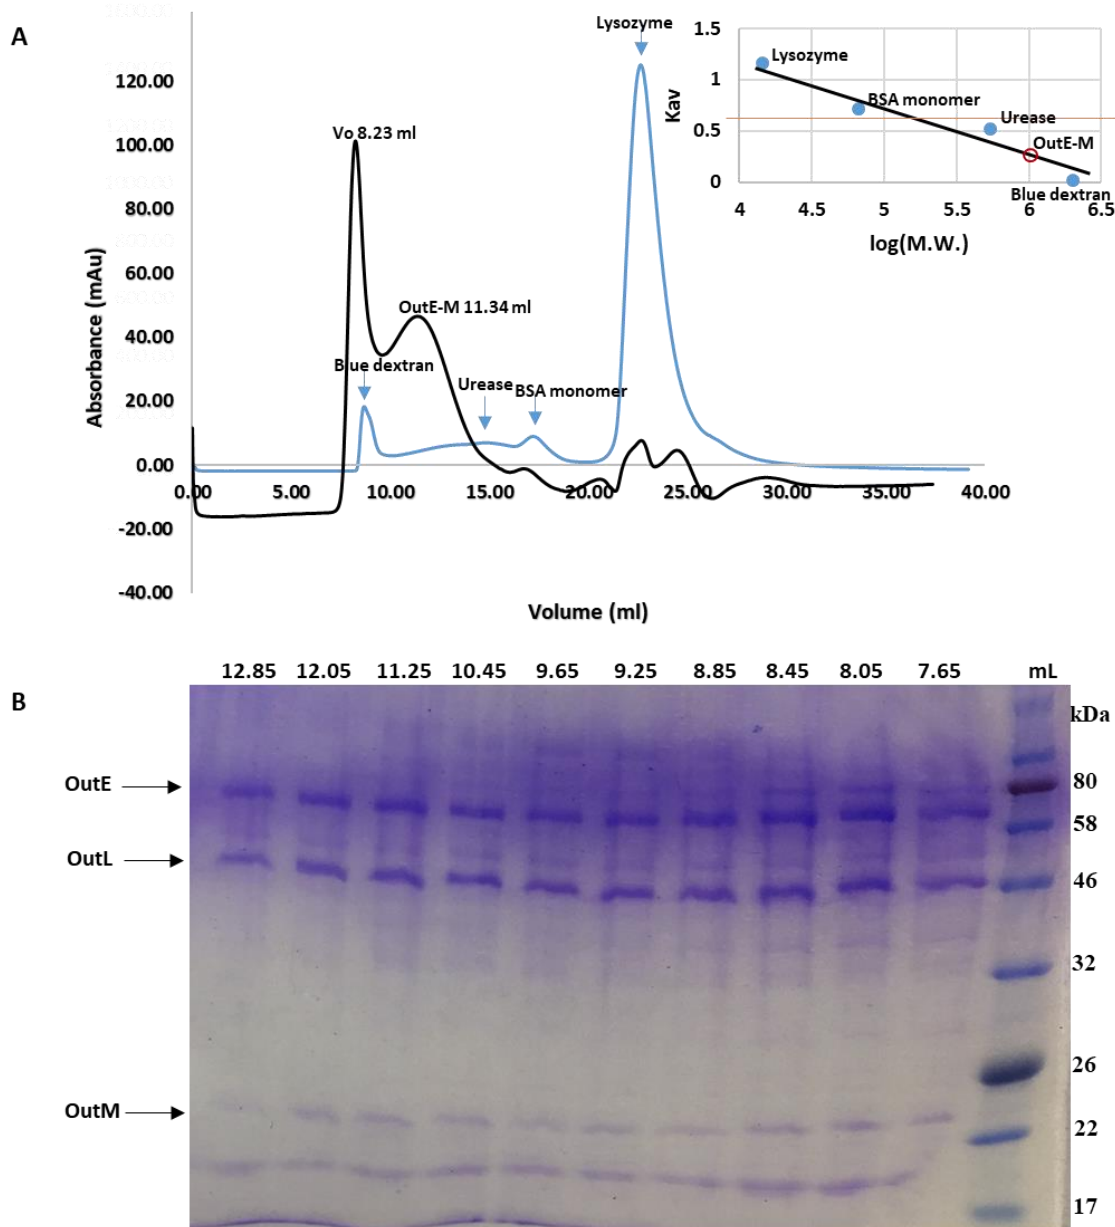 A
Lysozyme
120.00
100.00
80.00
60.00
40.00
20.00
0.00
-20.00
-40.00
Absorbance (mAu)
Vo 8.23 ml
OutE-M 11.34 ml
Blue dextran
Urease
BSA monomer
0.00 5.00 10.00 15.00 20.00 25.00 30.00 35.00 40.00
Volume (ml)
1.5
1
0.5
0
Kav
Lysozyme
BSA monomer
Urease
OutE-M
Blue dextran
4 4.5 5 5.5 6 6.5
log(M.W.)
12.85 12.05 11.25 10.45 9.65 9.25 8.85 8.45 8.05 7.65 mL
B
kDa
OutE
80
58
OutL
46
32
26
OutM
22
17